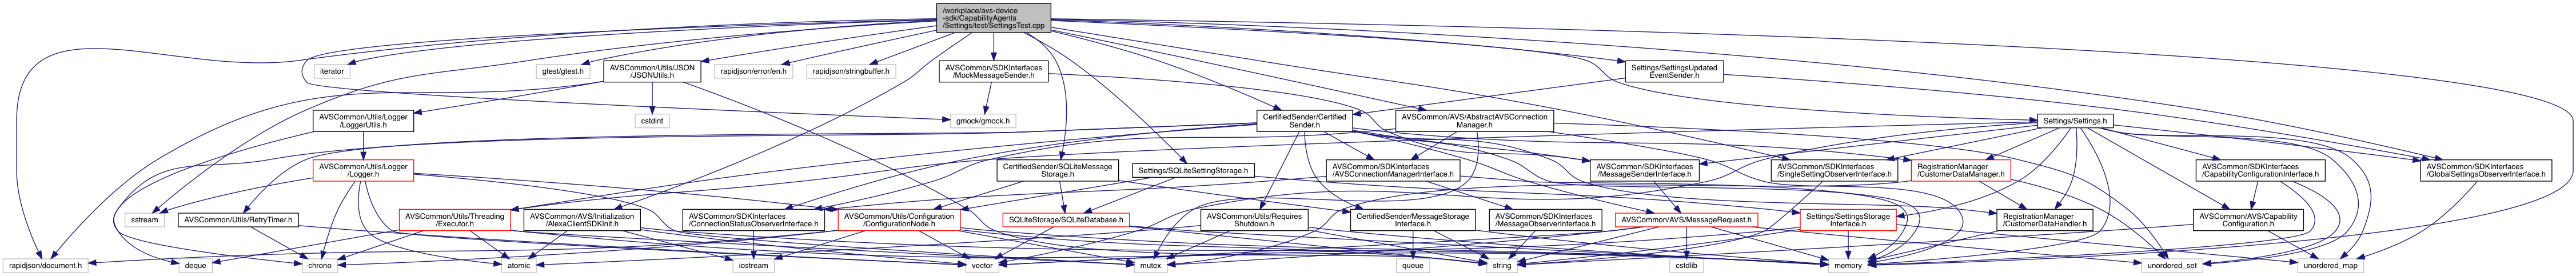 /workplace/avs-device
-sdk/CapabilityAgents
/Settings/test/SettingsTest.cpp
iterator
gtest/gtest.h
AVSCommon/Utils/JSON
/JSONUtils.h
rapidjson/error/en.h
rapidjson/stringbuffer.h
AVSCommon/SDKInterfaces
/MockMessageSender.h
Settings/SettingsUpdated
EventSender.h
AVSCommon/Utils/Logger
/LoggerUtils.h
cstdint
gmock/gmock.h
CertifiedSender/Certified
Sender.h
AVSCommon/AVS/AbstractAVSConnection
Manager.h
Settings/Settings.h
AVSCommon/Utils/Logger
/Logger.h
CertifiedSender/SQLiteMessage
Storage.h
Settings/SQLiteSettingStorage.h
AVSCommon/SDKInterfaces
/AVSConnectionManagerInterface.h
AVSCommon/SDKInterfaces
/MessageSenderInterface.h
AVSCommon/SDKInterfaces
/SingleSettingObserverInterface.h
RegistrationManager
/CustomerDataManager.h
AVSCommon/SDKInterfaces
/CapabilityConfigurationInterface.h
AVSCommon/SDKInterfaces
/GlobalSettingsObserverInterface.h
sstream
AVSCommon/Utils/RetryTimer.h
AVSCommon/Utils/Threading
/Executor.h
AVSCommon/AVS/Initialization
/AlexaClientSDKInit.h
AVSCommon/SDKInterfaces
/ConnectionStatusObserverInterface.h
AVSCommon/Utils/Configuration
/ConfigurationNode.h
SQLiteStorage/SQLiteDatabase.h
AVSCommon/Utils/Requires
Shutdown.h
CertifiedSender/MessageStorage
Interface.h
AVSCommon/SDKInterfaces
/MessageObserverInterface.h
AVSCommon/AVS/MessageRequest.h
Settings/SettingsStorage
Interface.h
RegistrationManager
/CustomerDataHandler.h
AVSCommon/AVS/Capability
Configuration.h
rapidjson/document.h
deque
chrono
atomic
iostream
vector
mutex
queue
string
cstdlib
memory
unordered_set
unordered_map